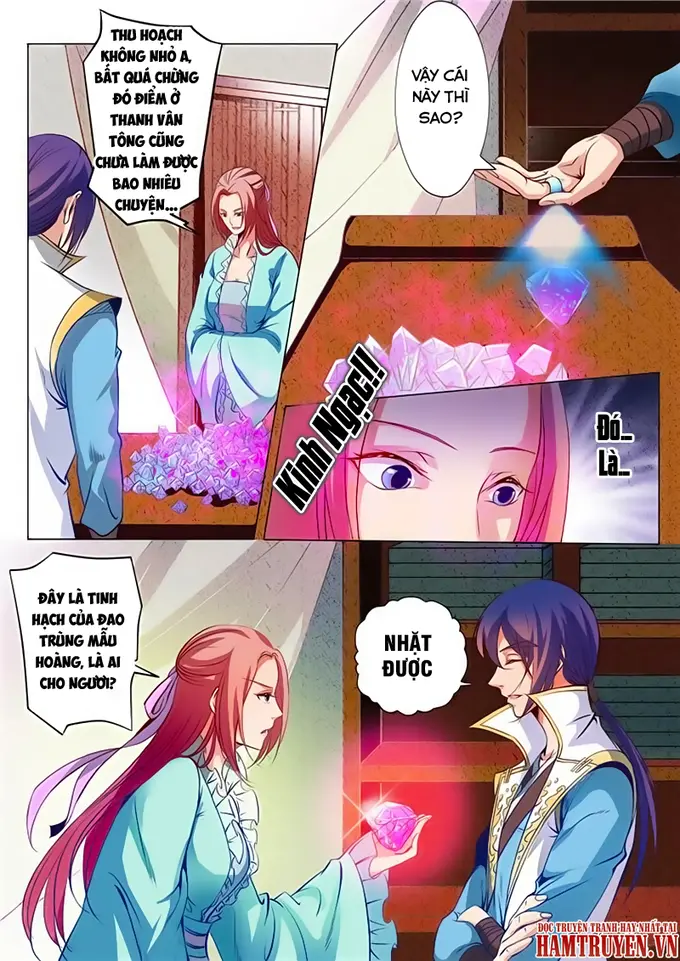 THU HOẠCH
KHÔNG NHỎ A,
BẤT QUÁ CHỪNG
ĐÓ ĐIỂM Ở
THANH VÂN
TÔNG CŨNG
CHƯA LÀM ĐƯỢC
BAO NHIÊU
CHUYỆN...
VẬY CÁI
NÀY THÌ
SAO?
Kinh Ngạc!!
Đó...
Là...
ĐÂY LÀ TINH
HẠCH CỦA ĐẠO
TRÙNG MẪU
HOÀNG, LÀ AI
CHO NGƯƠI?
NHẶT
ĐƯỢC
ĐỌC TRUYỆN TRANH HAY NHẤT TẠI
HAMTRUYEN.VN